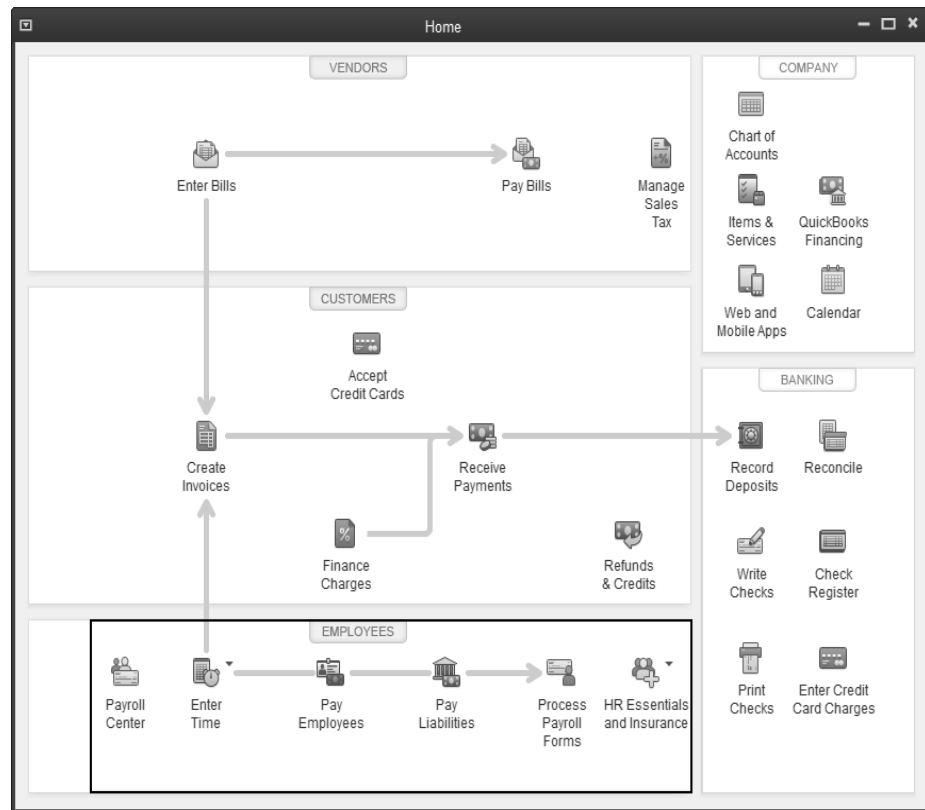 Home
VENDORS
Enter Bills
Pay Bills
Manage
Sales
Tax
CUSTOMERS
Accept
Credit Cards
Create
Invoices
Receive
Payments
Finance
Charges
Refunds
& Credits
EMPLOYEES
Payroll
Center
Enter
Time
Pay
Employees
Pay
Liabilities
Process
Payroll
Forms
HR Essentials
and Insurance
COMPANY
Chart of
Accounts
Items &
Services
QuickBooks
Financing
Web and
Mobile Apps
Calendar
BANKING
Record
Deposits
Reconcile
Write
Checks
Check
Register
Print
Checks
Enter Credit
Card Charges